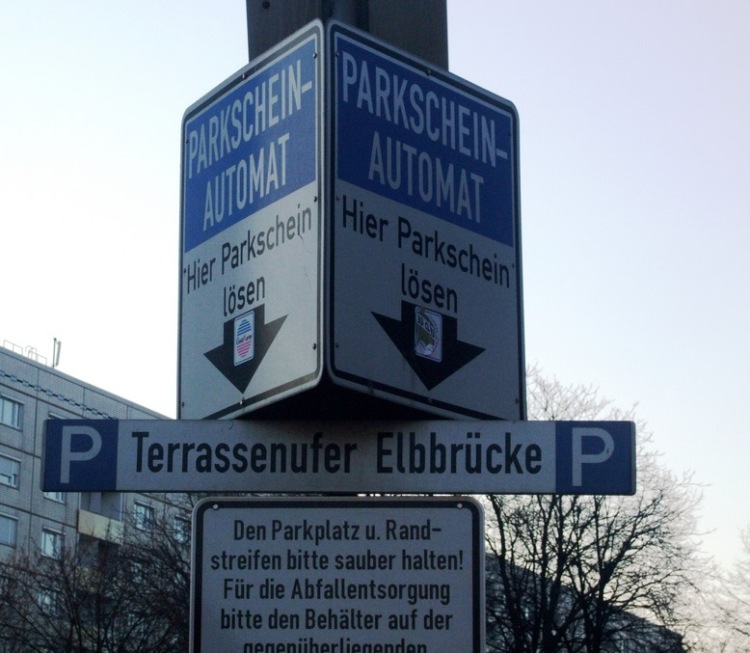 PARKSCHEIN-
AUTOMAT
Hier Parkschein
lösen
PARKSCHEIN-
AUTOMAT
Hier Parkschein
lösen
P Terrassenufer Elbbrücke P
Den Parkplatz u. Rand-
streifen bitte sauber halten!
Für die Abfallentsorgung
bitte den Behälter auf der
gegenüberliegenden